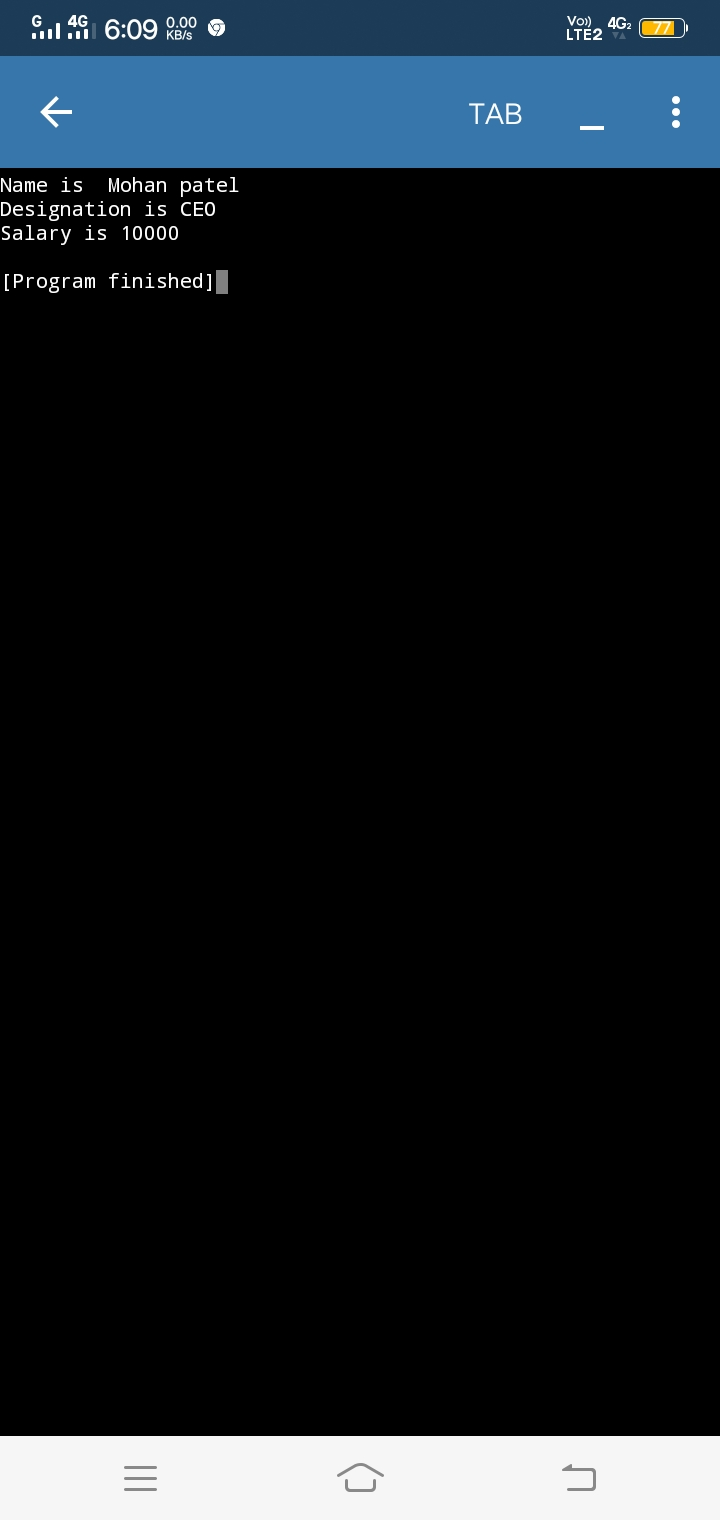 G 4G 6:09 0.00 KB/s Vo)) LTE2 4G2 77
TAB _
Name is  Mohan patel
Designation is CEO
Salary is 10000
[Program finished]